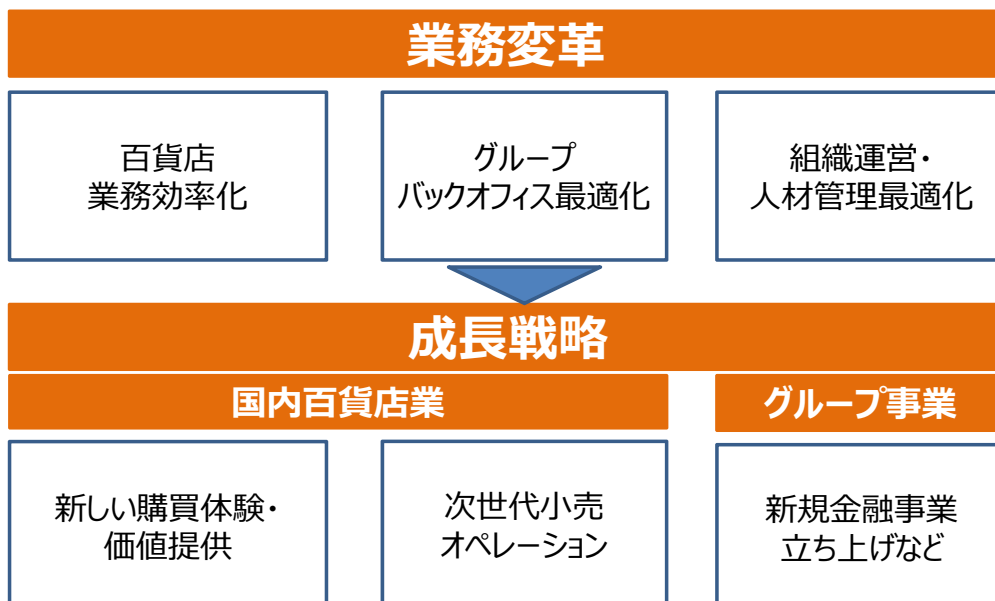 業務変革
百貨店
業務効率化
グループ
バックオフィス最適化
組織運営・
人材管理最適化
成長戦略
国内百貨店業
グループ事業
新しい購買体験・
価値提供
次世代小売
オペレーション
新規金融事業
立ち上げなど